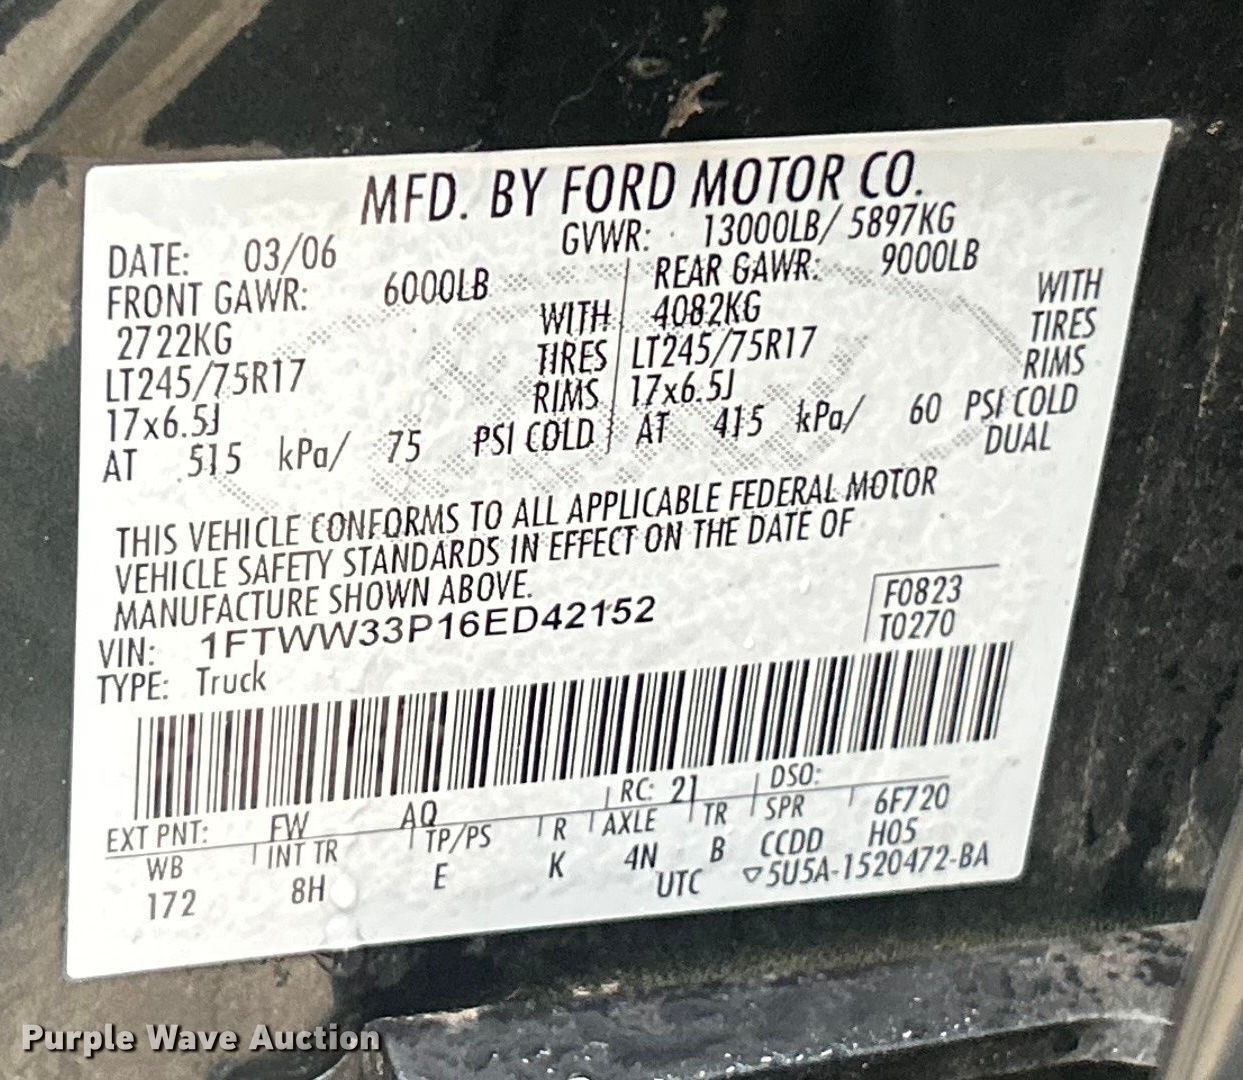 MFD. BY FORD MOTOR CO.
DATE: 03/06 GVWR: 13000LB/ 5897KG
FRONT GAWR: 6000LB REAR GAWR: 9000LB
2722KG WITH 4082KG WITH
LT245/75R17 TIRES LT245/75R17 TIRES
17x6.5J RIMS 17x6.5J RIMS
AT 515 kPa/ 75 PSI COLD AT 415 kPa/ 60 PSI COLD
DUAL
THIS VEHICLE CONFORMS TO ALL APPLICABLE FEDERAL MOTOR
VEHICLE SAFETY STANDARDS IN EFFECT ON THE DATE OF
MANUFACTURE SHOWN ABOVE.
VIN: 1FTWW33P16ED42152 F0823
TYPE: Truck T0270
EXT PNT: FW AQ RC: 21 DSO:
WB INT TR TP/PS R AXLE TR SPR 6F720
172 8H E K 4N B CCDD H05
UTC ▽5U5A-1520472-BA
Purple Wave Auction